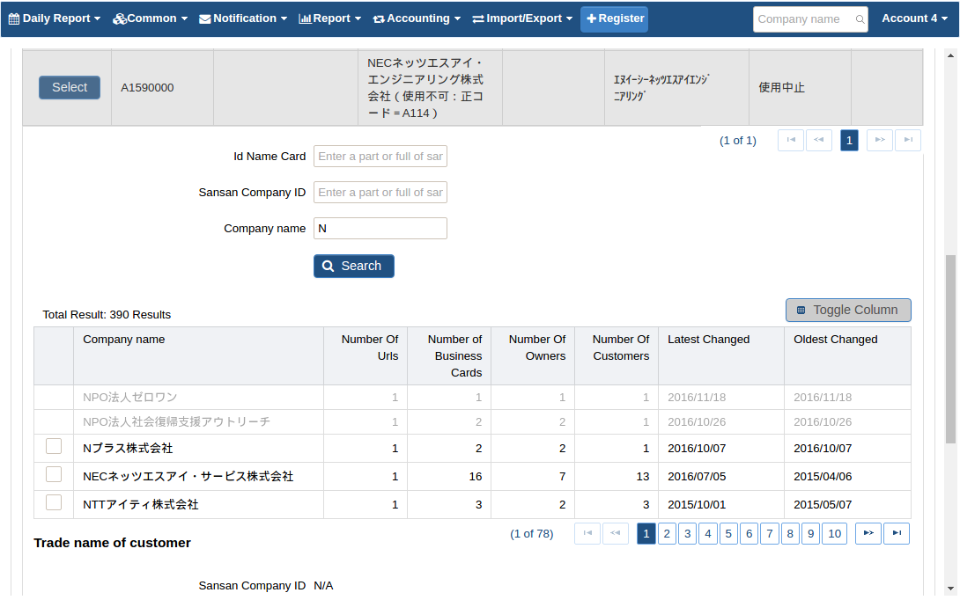 Daily Report Common Notification Report Accounting Import/Export Register Company name Account 4
Select A1590000 NECネッツエスアイ・エンジニアリング株式会社（使用不可：正コード＝A114） ｴﾇｲｰｼｰﾈｯﾂｴｽｱｲｴﾝｼﾞﾆｱﾘﾝｸﾞ 使用中止
(1 of 1) 1
Id Name Card Enter a part or full of san
Sansan Company ID Enter a part or full of san
Company name N
Search
Total Result: 390 Results Toggle Column
Company name Number Of Urls Number of Business Cards Number Of Owners Number Of Customers Latest Changed Oldest Changed
NPO法人ゼロワン 1 1 1 1 2016/11/18 2016/11/18
NPO法人社会復帰支援アウトリーチ 1 2 2 1 2016/10/26 2016/10/26
Nプラス株式会社 1 2 2 1 2016/10/07 2016/10/07
NECネッツエスアイ・サービス株式会社 1 16 7 13 2016/07/05 2015/04/06
NTTアイティ株式会社 1 3 2 3 2015/10/01 2015/05/07
(1 of 78) 1 2 3 4 5 6 7 8 9 10
Trade name of customer
Sansan Company ID N/A